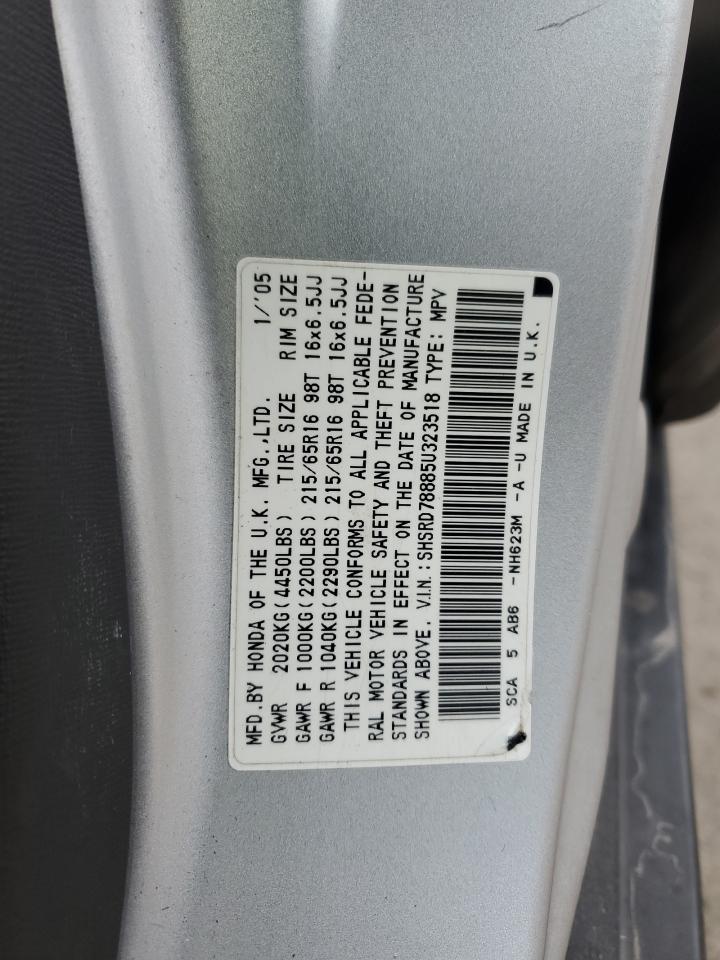 MFD.BY HONDA OF THE U.K. MFG.,LTD. 1/'05
GVWR 2020KG(4450LBS) TIRE SIZE RIM SIZE
GAWR F 1000KG(2200LBS) 215/65R16 98T 16x6.5JJ
GAWR R 1040KG(2290LBS) 215/65R16 98T 16x6.5JJ
THIS VEHICLE CONFORMS TO ALL APPLICABLE FEDE-
RAL MOTOR VEHICLE SAFETY AND THEFT PREVENTION
STANDARDS IN EFFECT ON THE DATE OF MANUFACTURE
SHOWN ABOVE. V.I.N.:SHSRD78885U323518 TYPE: MPV
SCA 5 AB6 -NH623M -A -U MADE IN U.K.